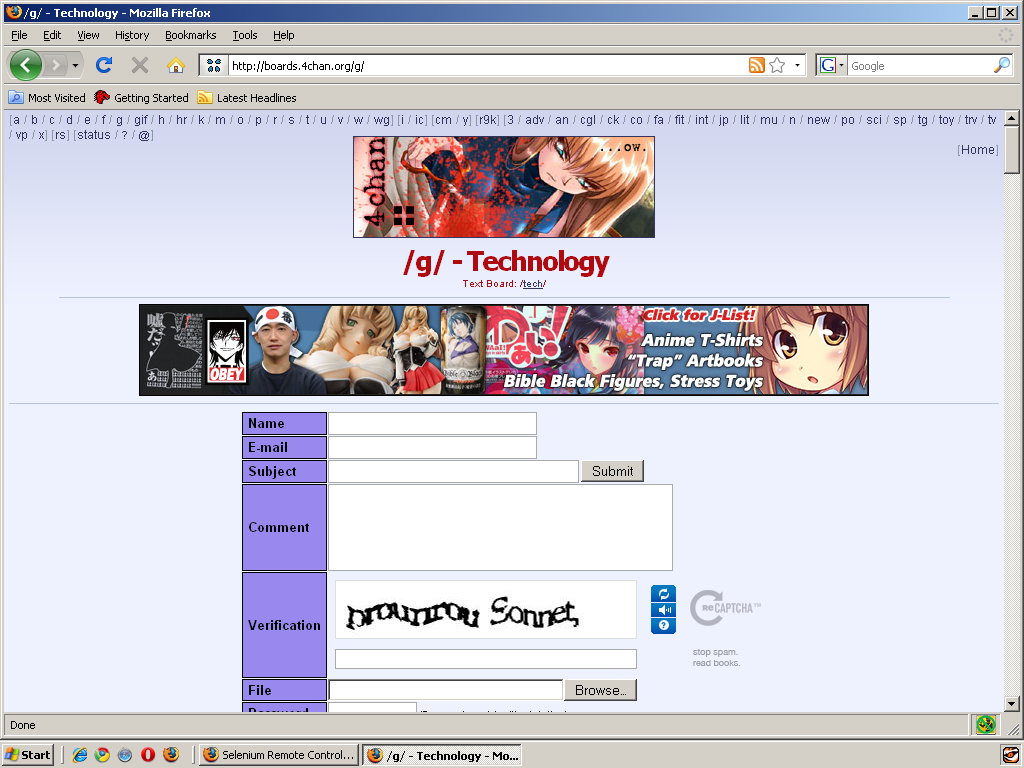 /g/ - Technology - Mozilla Firefox
File Edit View History Bookmarks Tools Help
http://boards.4chan.org/g/
G Google
Most Visited Getting Started Latest Headlines
[a / b / c / d / e / f / g / gif / h / hr / k / m / o / p / r / s / t / u / v / w / wg] [i / ic] [cm / y] [r9k] [3 / adv / an / cgl / ck / co / fa / fit / int / jp / lit / mu / n / new / po / sci / sp / tg / toy / trv / tv
/ vp / x] [rs] [status / ? / @]
[Home]
4chan
...ow.
/g/ - Technology
Text Board: /tech/
嘘だッ
OBEY
Click for J-List!
Anime T-Shirts
"Trap" Artbooks
Bible Black Figures, Stress Toys
Name
E-mail
Subject
Submit
Comment
Verification
Sonnet,
reCAPTCHA™
stop spam.
read books.
File
Browse...
Password
Done
Start
Selenium Remote Control...
/g/ - Technology - Mo...